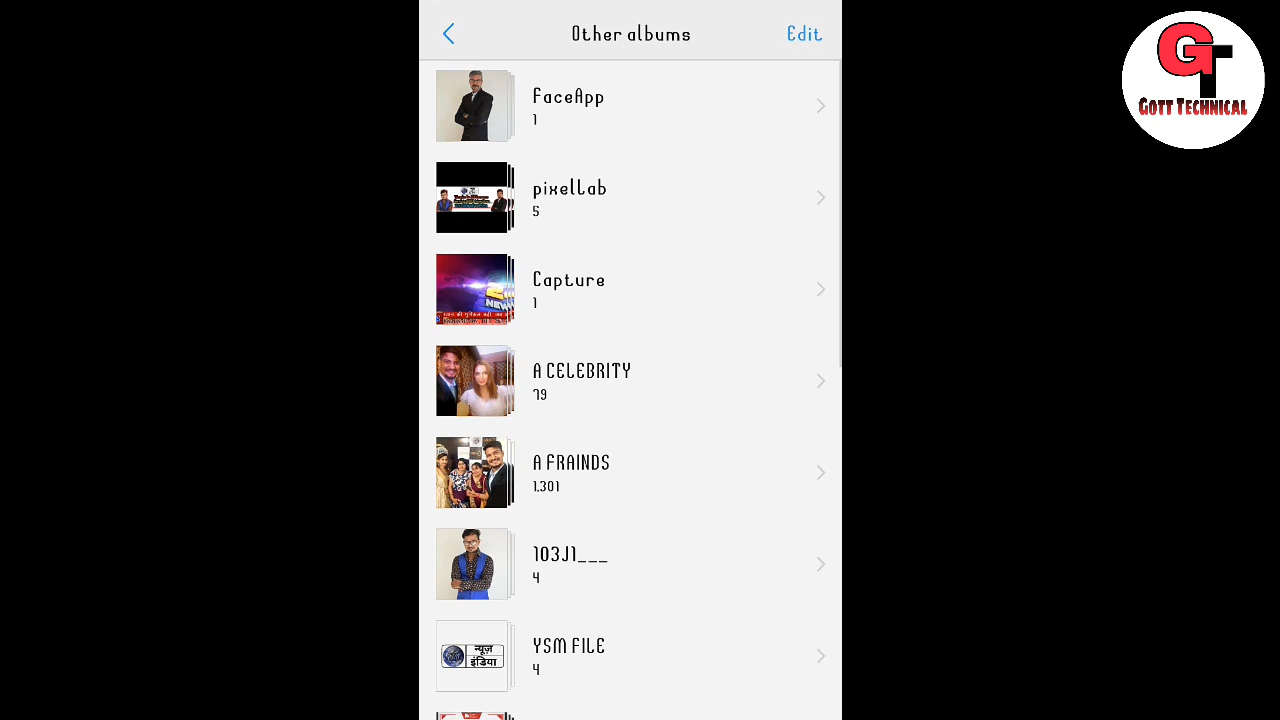 Other albums
Edit
GT
GOTT TECHNICAL
FaceApp
1
pixelLab
5
Capture
1
A CELEBRITY
79
A FRAINDS
1,301
103J1___
4
YSM FILE
4
न्यूज़
इंडिया